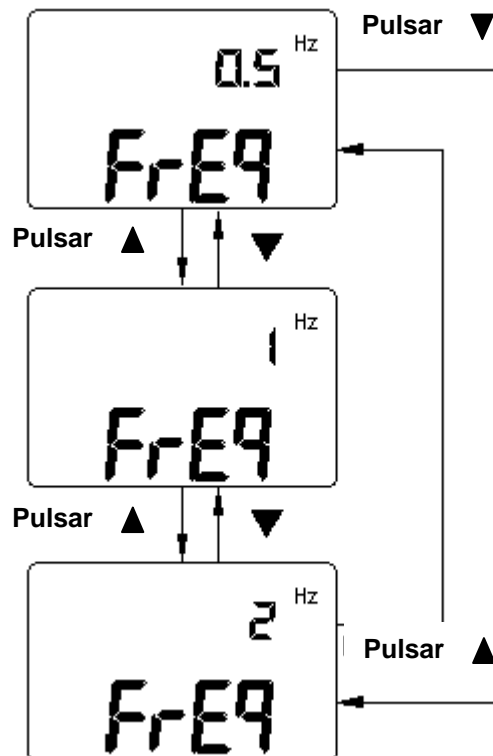 Pulsar ▼
Hz
0.5
FrEq
Pulsar ▲ ▼
Hz
1
FrEq
Pulsar ▲ ▼
Hz
2
Pulsar ▲
FrEq